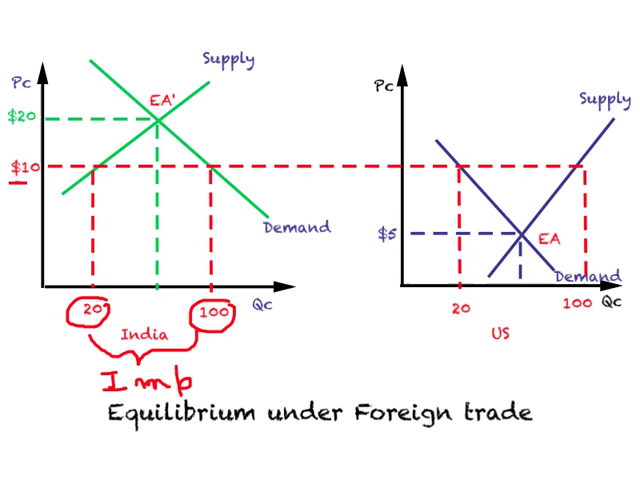 Pc
Supply
$20
EA'
$10
Demand
20
100
Qc
India
Imp
Pc
Supply
$5
EA
Demand
20
100
Qc
US
Equilibrium under Foreign trade